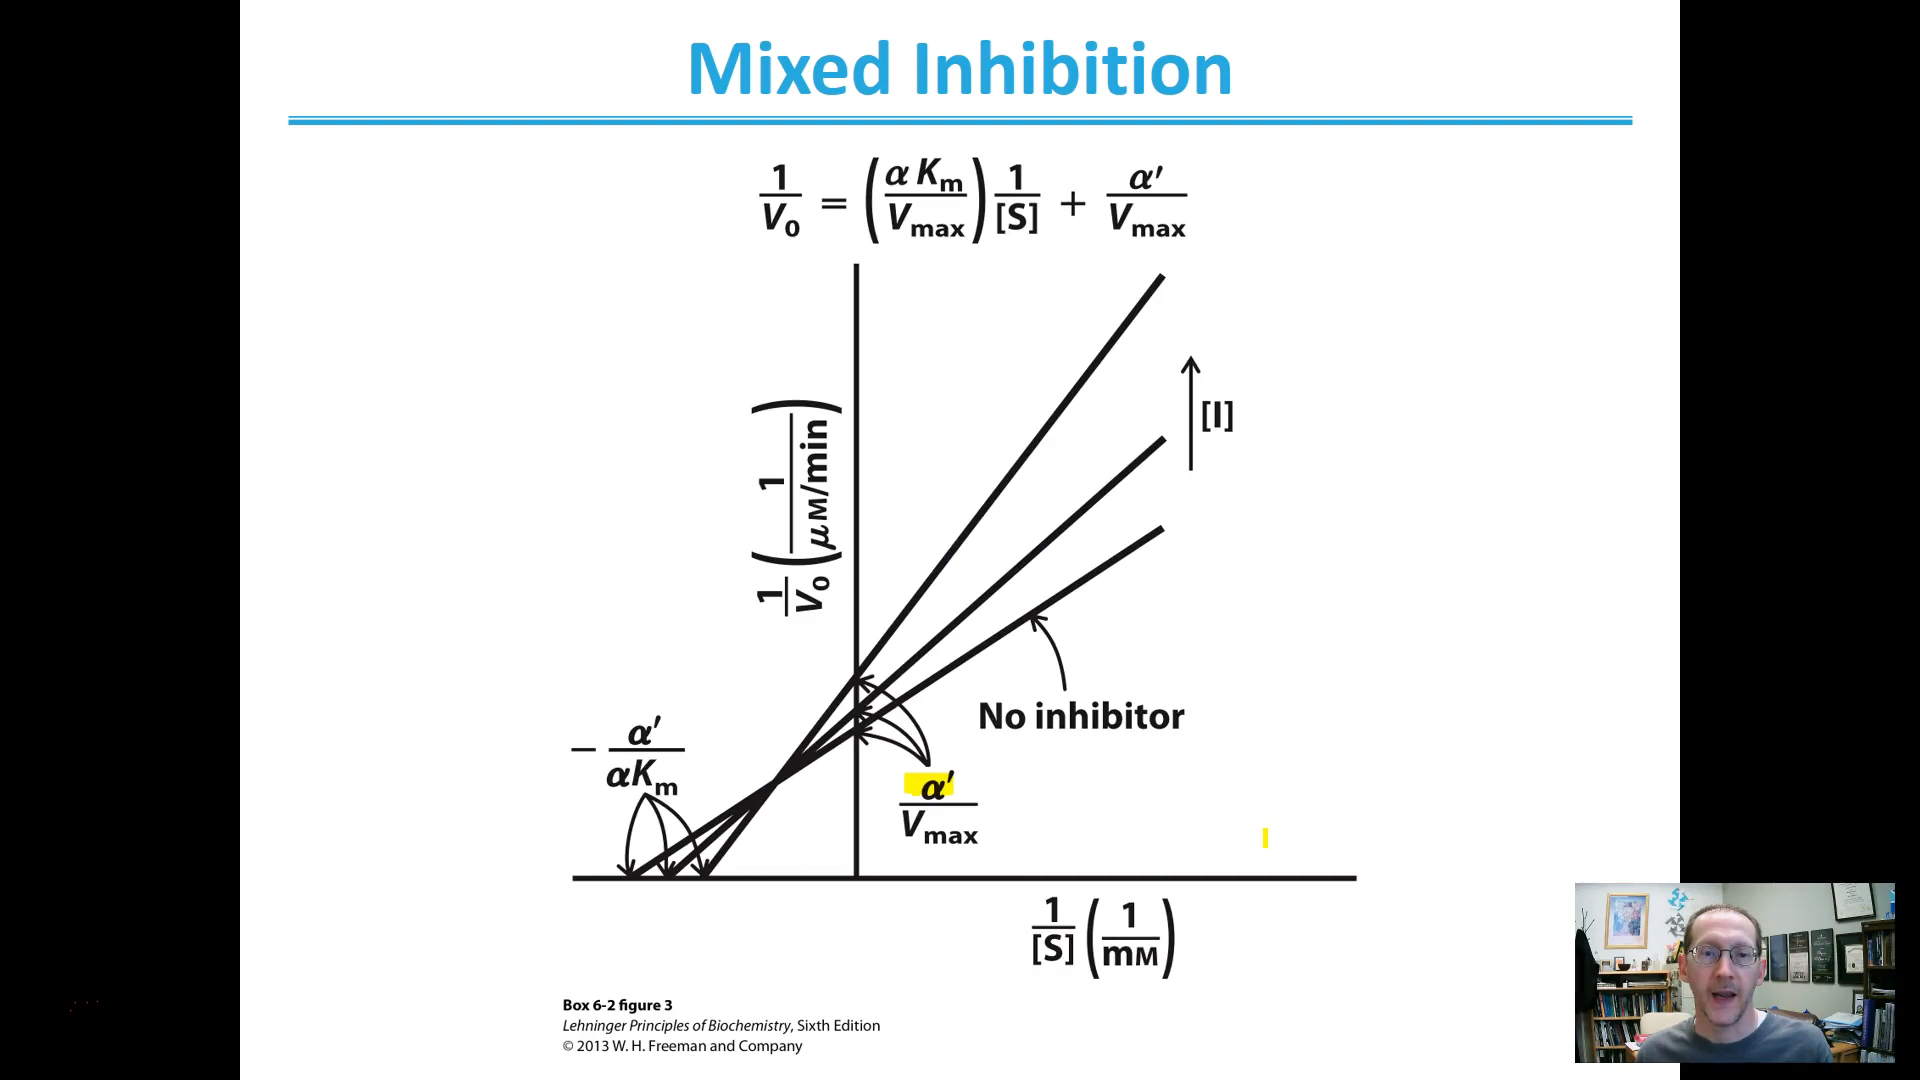 Mixed Inhibition
1/V₀ = (α Kₘ/Vmax) 1/[S] + α′/Vmax
[I]
1/V₀ (1/μM/min)
No inhibitor
− α′/αKₘ
α′/Vmax
1/[S] (1/mM)
Box 6-2 figure 3
Lehninger Principles of Biochemistry, Sixth Edition
© 2013 W. H. Freeman and Company